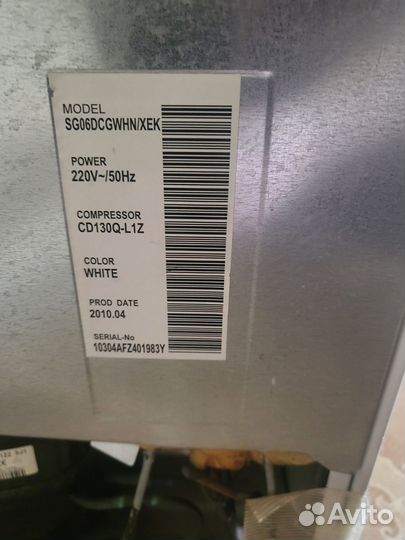 MODEL
SG06DCGWHN/XEK
POWER
220V~/50Hz
COMPRESSOR
CD130Q-L1Z
COLOR
WHITE
PROD DATE
2010.04
SERIAL-No
10304AFZ401983Y
Avito